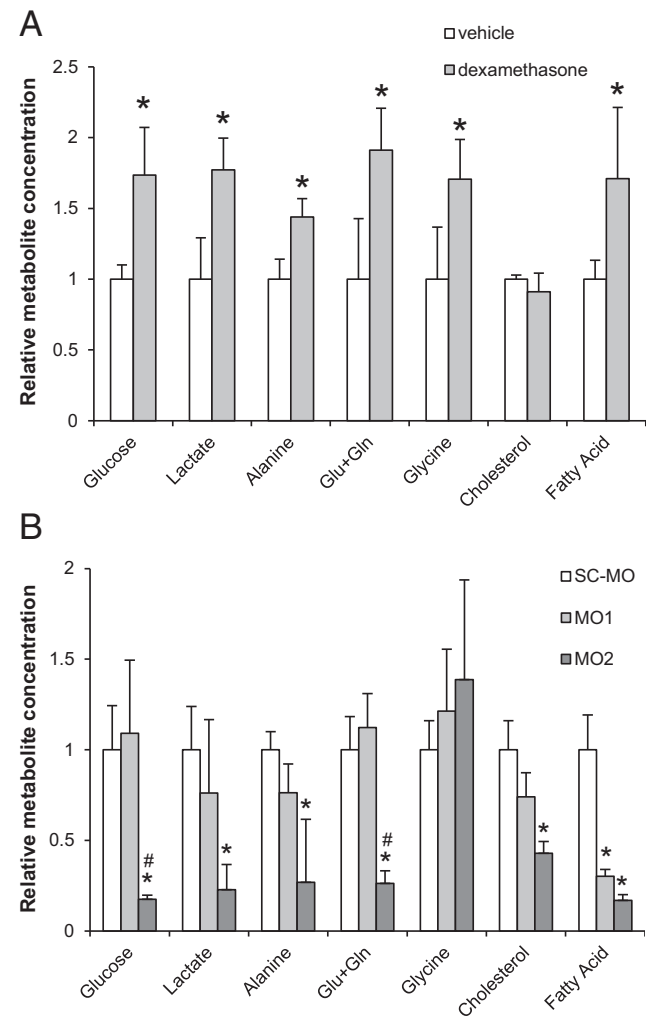 A
vehicle
dexamethasone
Relative metabolite concentration
2.5
2
1.5
1
0.5
0
* * * * * *
Glucose Lactate Alanine Glu+Gln Glycine Cholesterol Fatty Acid
B
SC-MO
MO1
MO2
Relative metabolite concentration
2
1.5
1
0.5
0
#
*
*
*
#
*
*
*
*
Glucose Lactate Alanine Glu+Gln Glycine Cholesterol Fatty Acid